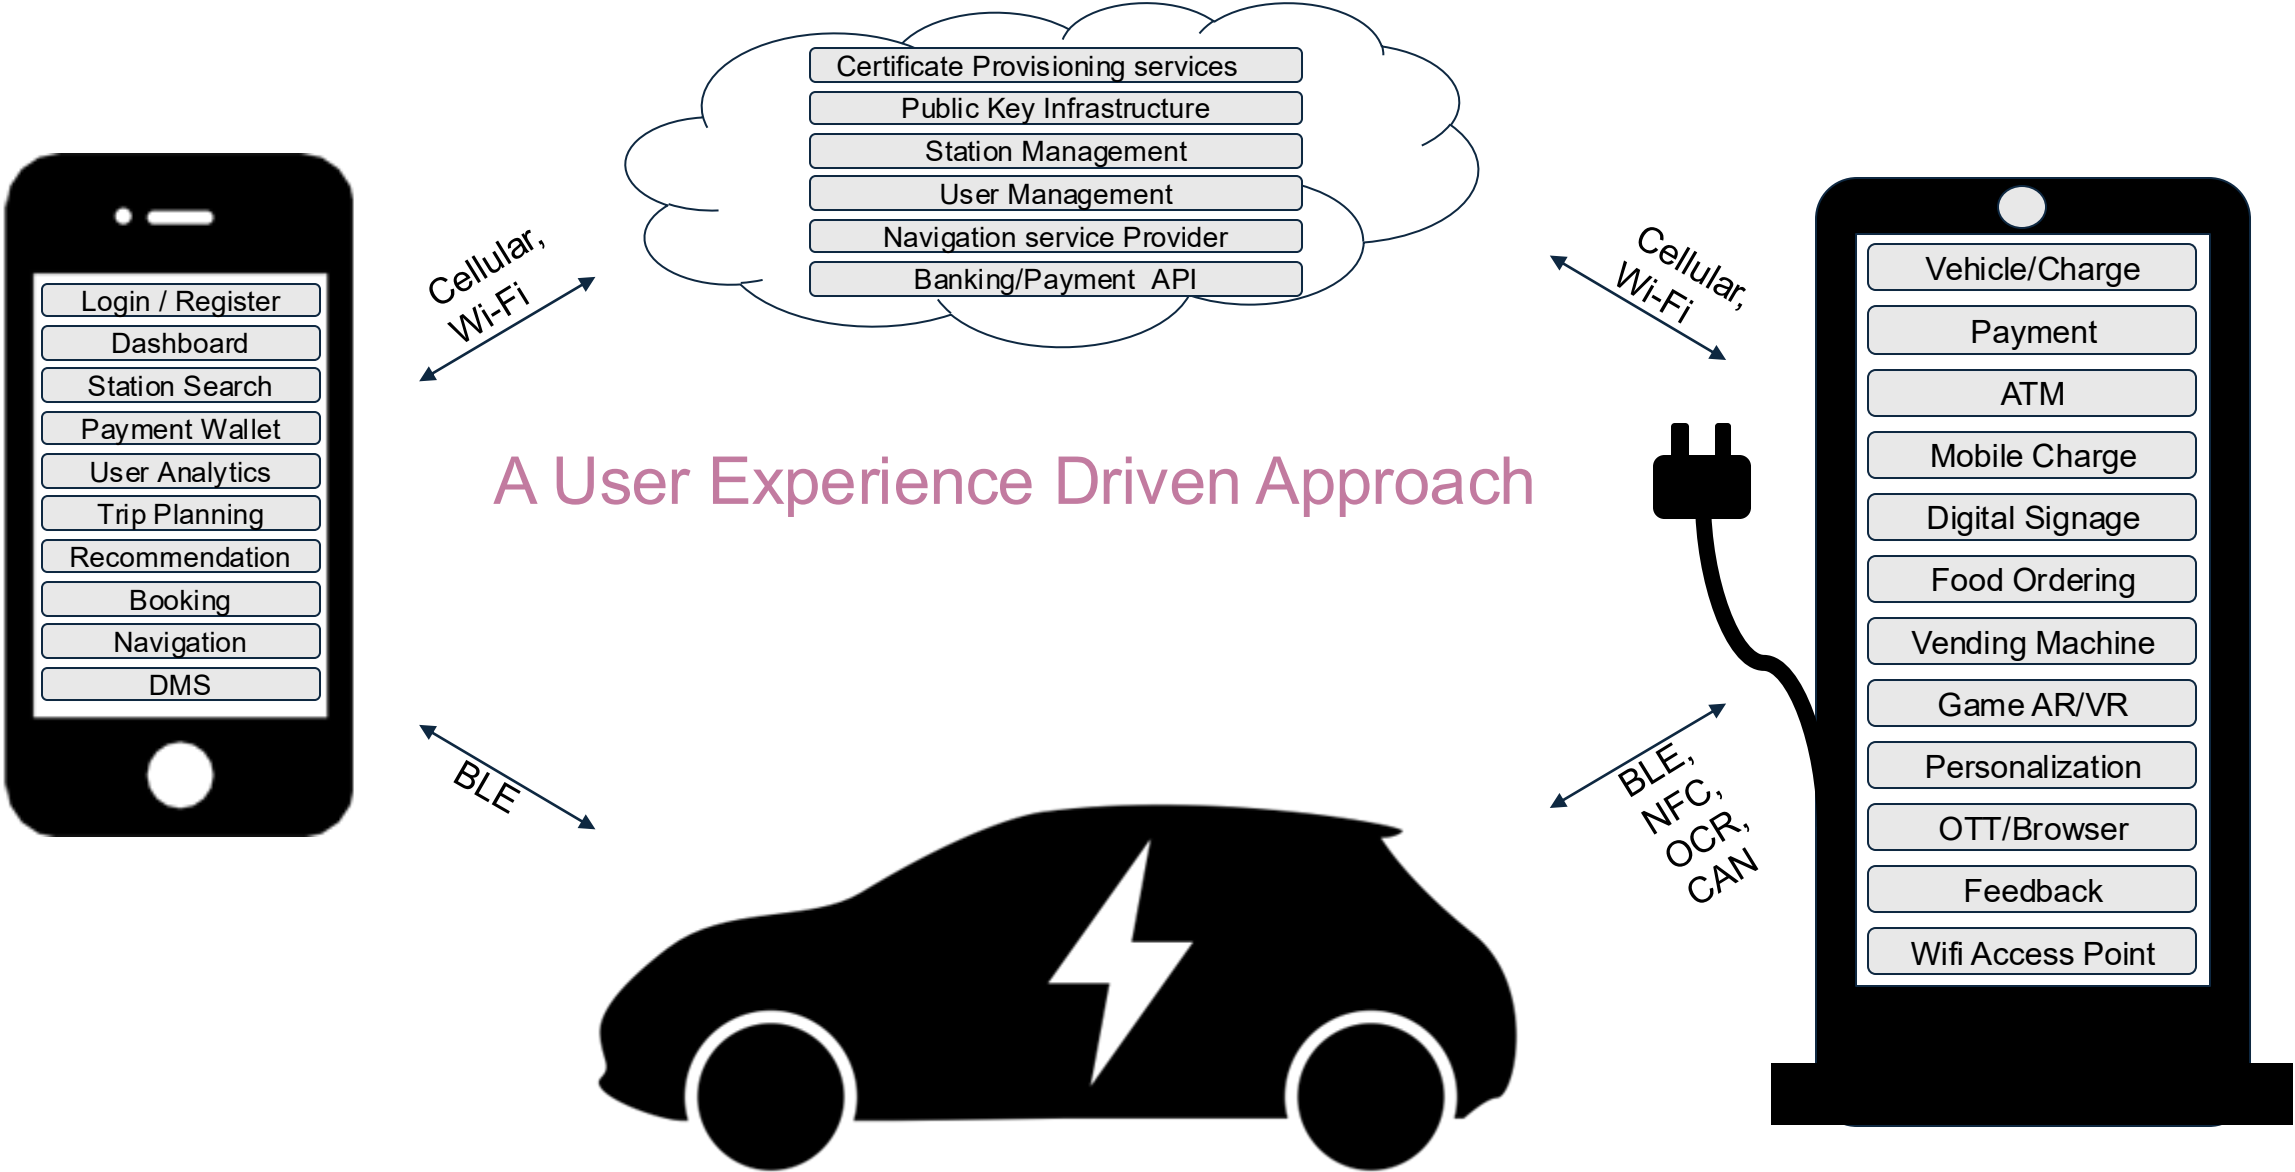 Certificate Provisioning services
Public Key Infrastructure
Station Management
User Management
Navigation service Provider
Banking/Payment API
Cellular,
Wi-Fi
Cellular,
Wi-Fi
Login / Register
Dashboard
Station Search
Payment Wallet
User Analytics
Trip Planning
Recommendation
Booking
Navigation
DMS
A User Experience Driven Approach
Vehicle/Charge
Payment
ATM
Mobile Charge
Digital Signage
Food Ordering
Vending Machine
Game AR/VR
Personalization
OTT/Browser
Feedback
Wifi Access Point
BLE
BLE,
NFC,
OCR,
CAN